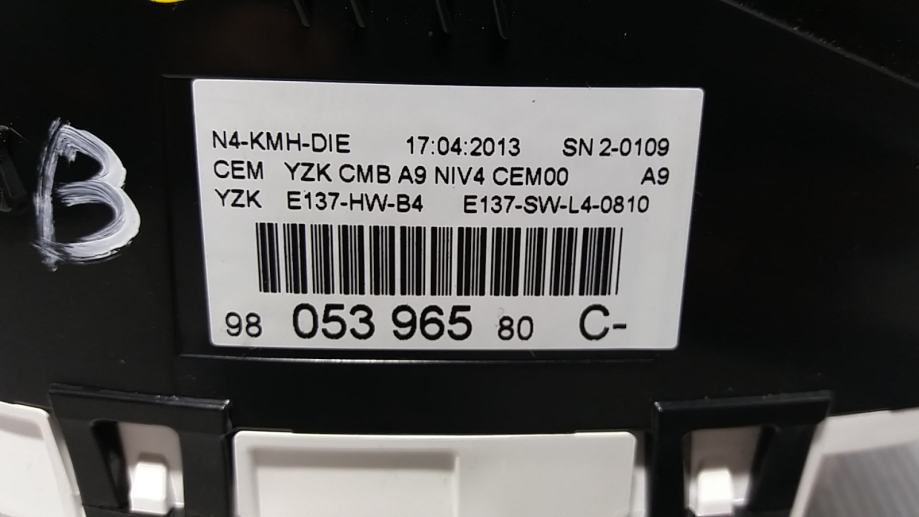 N4-KMH-DIE 17:04:2013 SN 2-0109
CEM YZK CMB A9 NIV4 CEM00 A9
YZK E137-HW-B4 E137-SW-L4-0810
98 053 965 80 C-
B